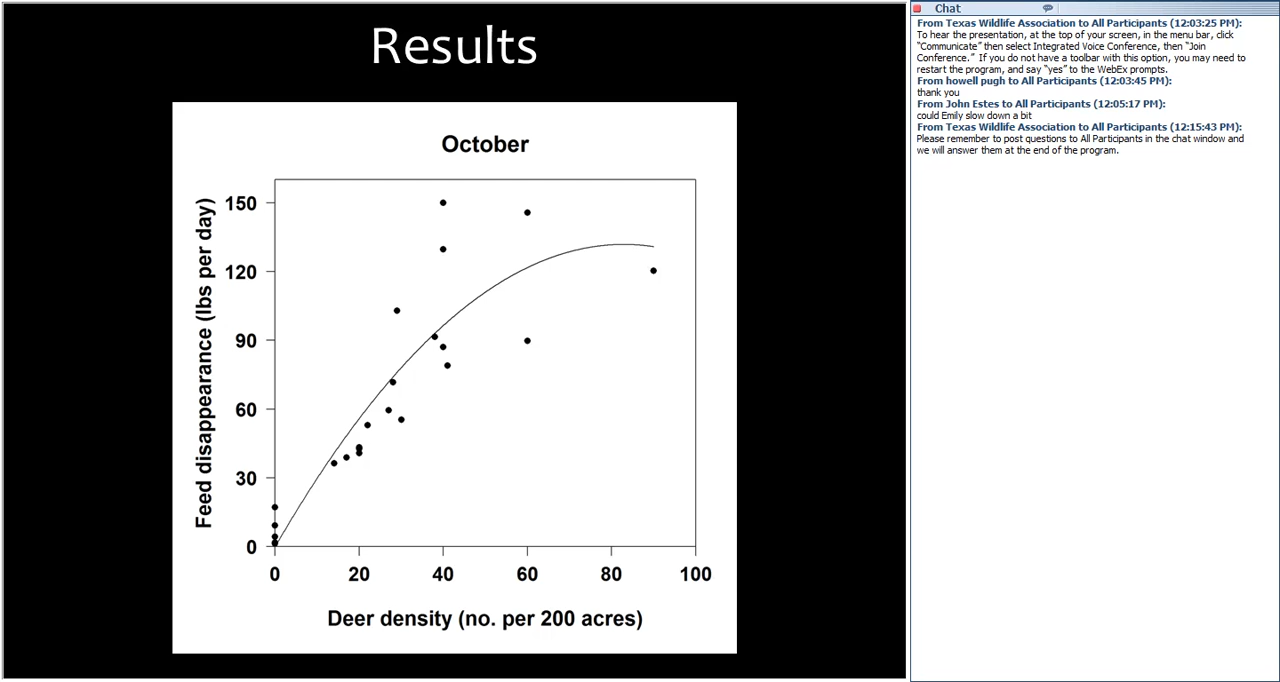 Results
October
Feed disappearance (lbs per day)
150
120
90
60
30
0
0 20 40 60 80 100
Deer density (no. per 200 acres)
Chat
From Texas Wildlife Association to All Participants (12:03:25 PM):
To hear the presentation, at the top of your screen, in the menu bar, click
"Communicate" then select Integrated Voice Conference, then "Join
Conference." If you do not have a toolbar with this option, you may need to
restart the program, and say "yes" to the WebEx prompts.
From howell pugh to All Participants (12:03:45 PM):
thank you
From John Estes to All Participants (12:05:17 PM):
could Emily slow down a bit
From Texas Wildlife Association to All Participants (12:15:43 PM):
Please remember to post questions to All Participants in the chat window and
we will answer them at the end of the program.